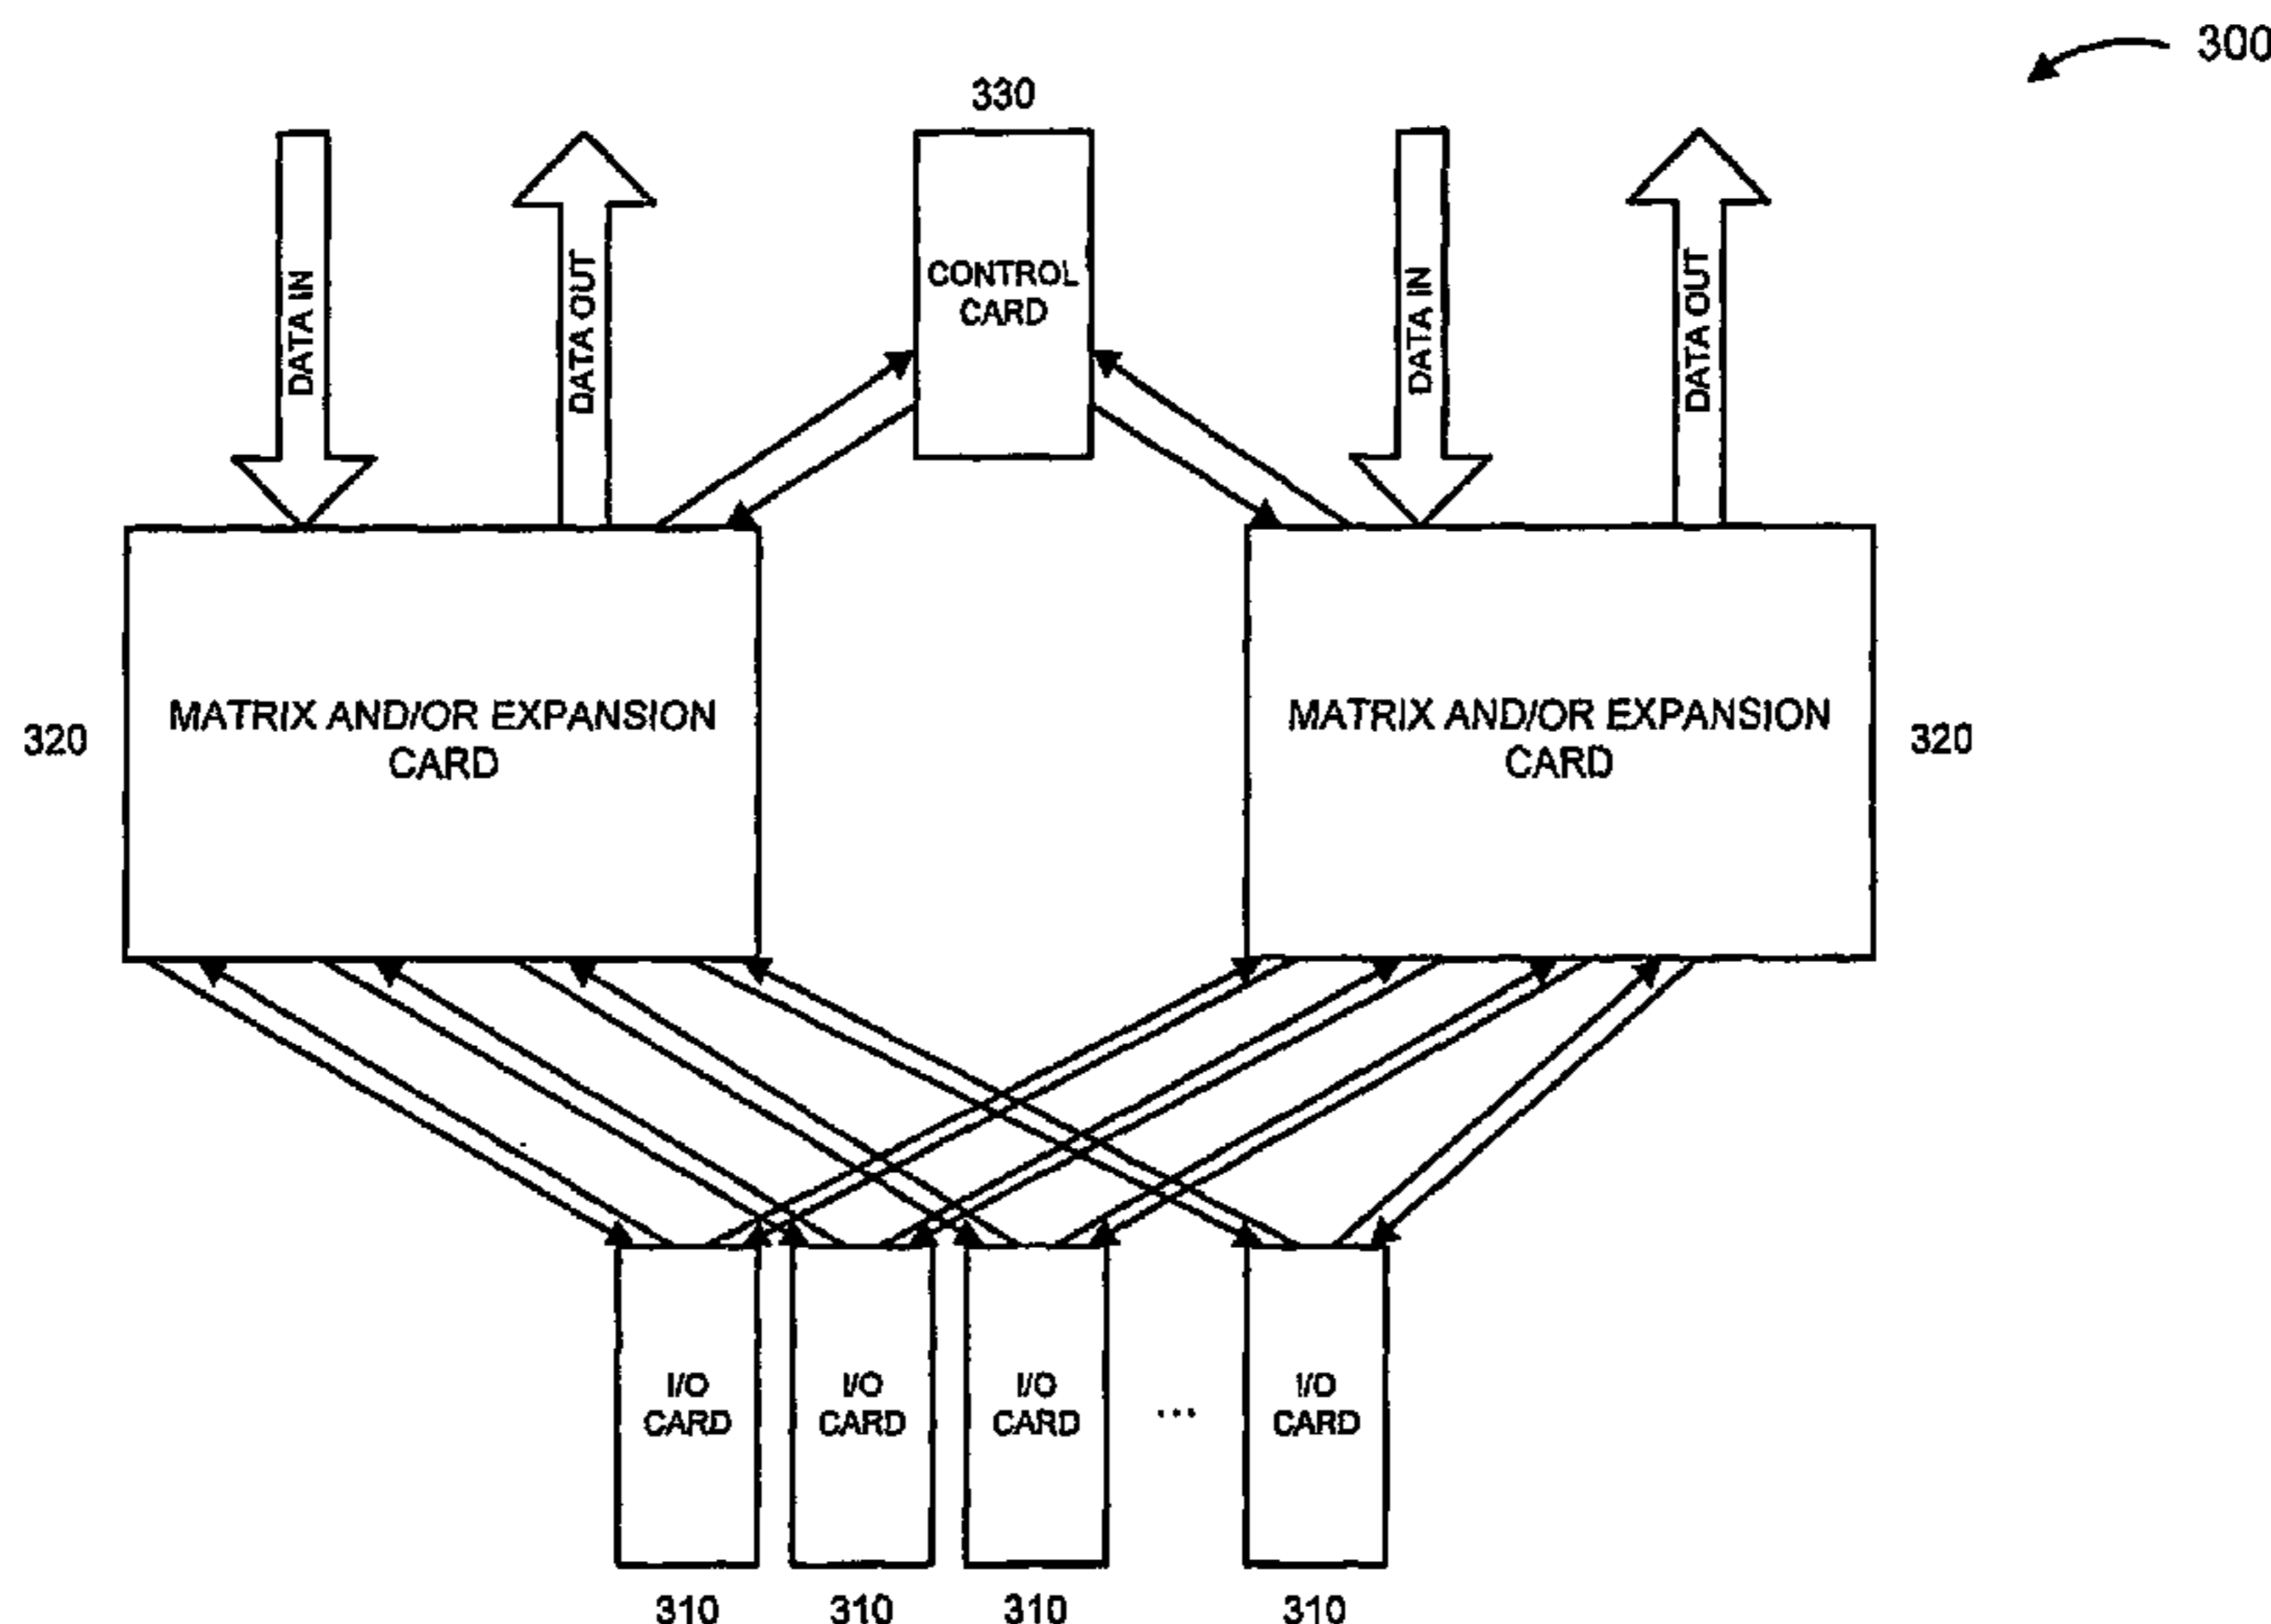 300
330
DATA IN
DATA OUT
CONTROL
CARD
DATA IN
DATA OUT
320
MATRIX AND/OR EXPANSION
CARD
MATRIX AND/OR EXPANSION
CARD
320
I/O
CARD
I/O
CARD
I/O
CARD
...
I/O
CARD
310
310
310
310